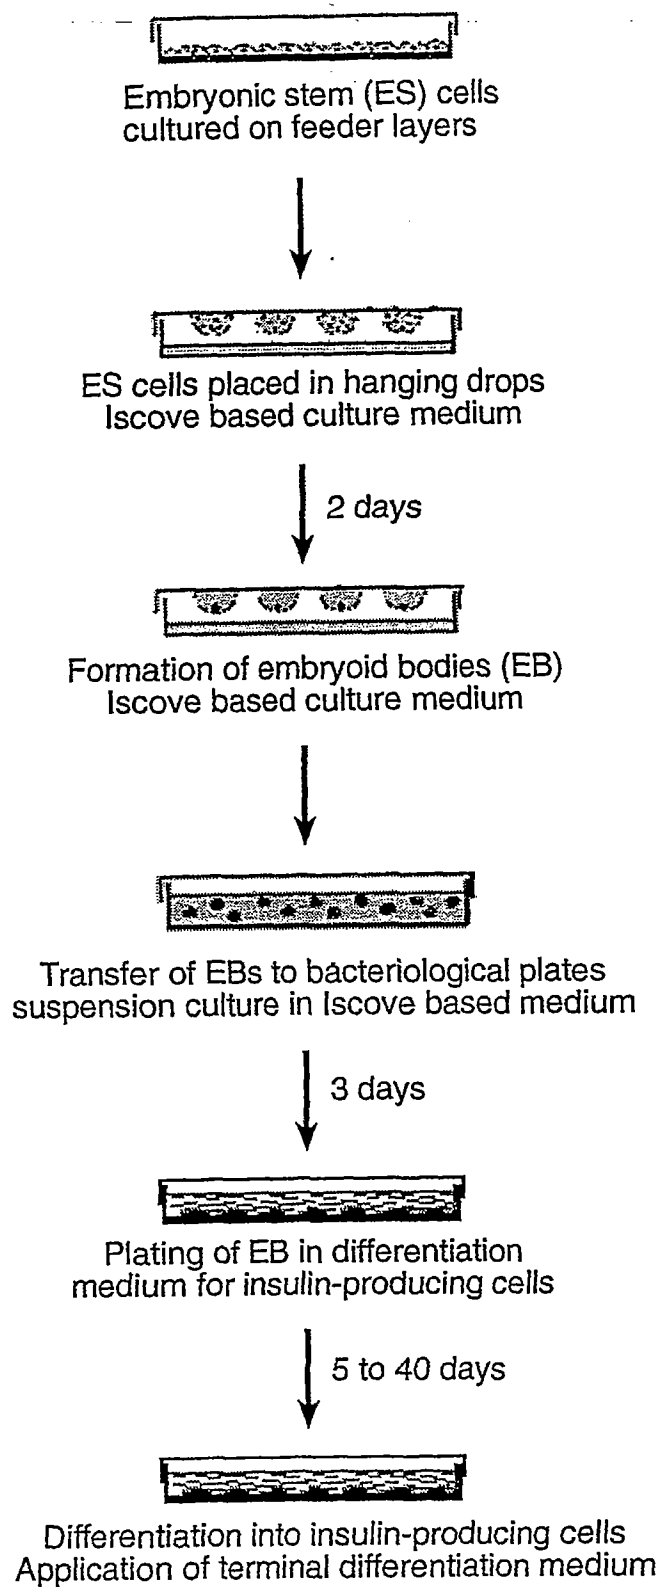 Embryonic stem (ES) cells
cultured on feeder layers
ES cells placed in hanging drops
Iscove based culture medium
2 days
Formation of embryoid bodies (EB)
Iscove based culture medium
Transfer of EBs to bacteriological plates
suspension culture in Iscove based medium
3 days
Plating of EB in differentiation
medium for insulin-producing cells
5 to 40 days
Differentiation into insulin-producing cells
Application of terminal differentiation medium